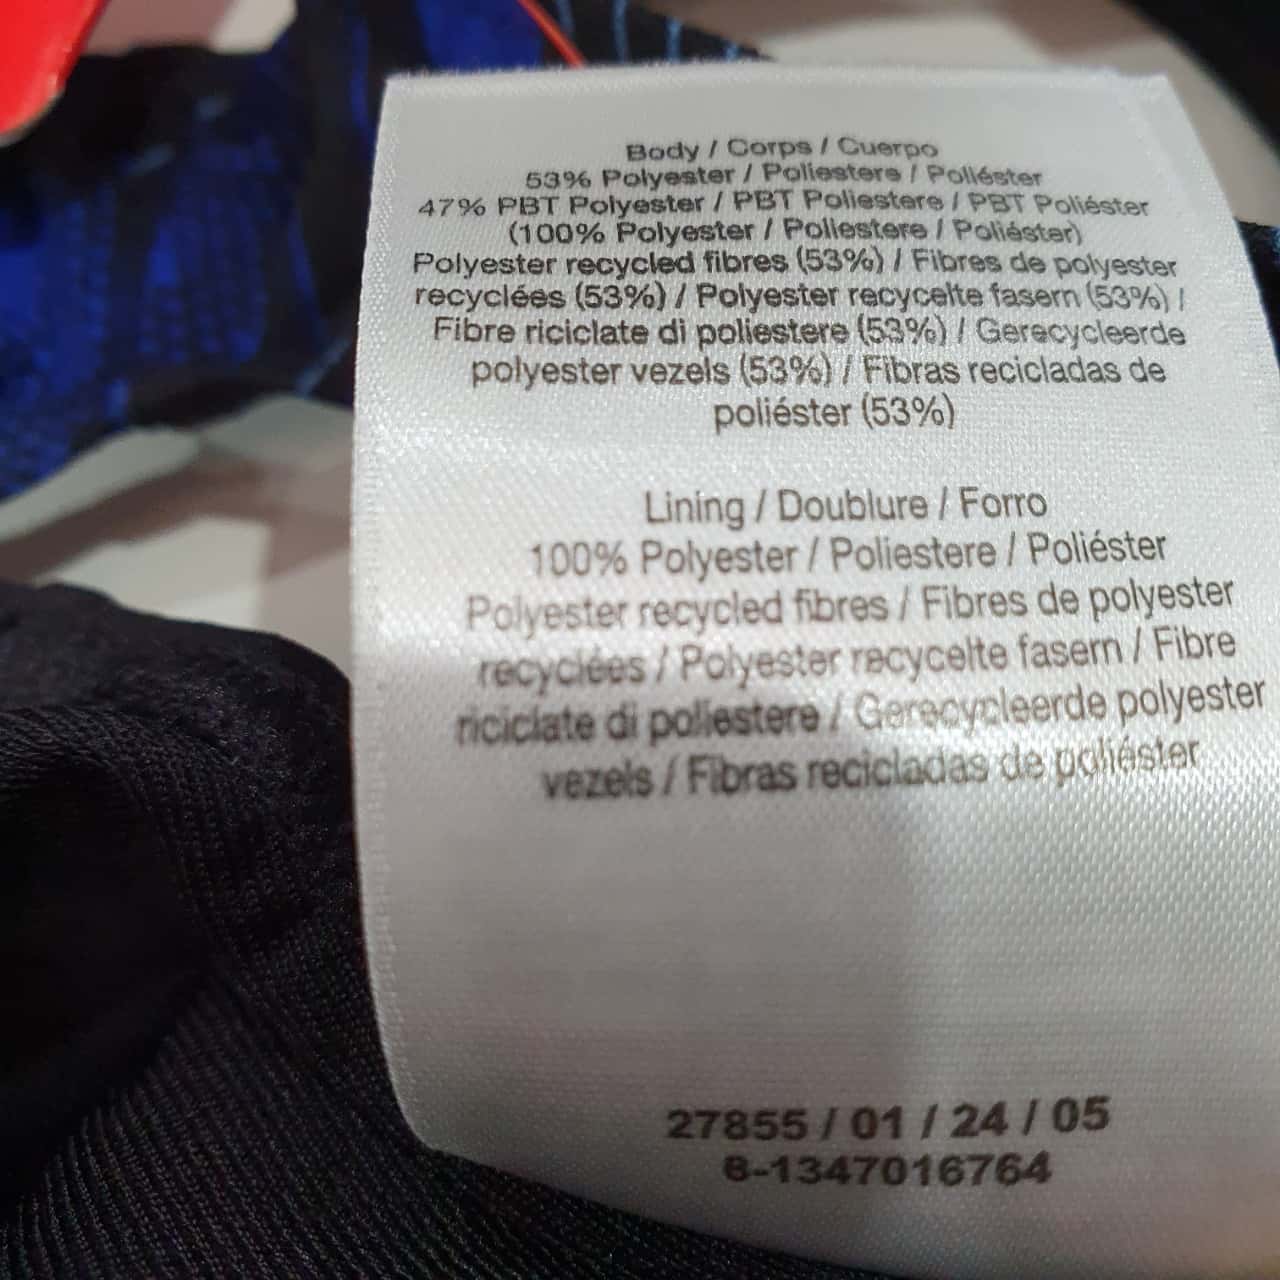 Body / Corps / Cuerpo
53% Polyester / Poliestere / Poliéster
47% PBT Polyester / PBT Poliestere / PBT Poliéster
(100% Polyester / Poliestere / Poliéster)
Polyester recycled fibres (53%) / Fibres de polyester
recyclées (53%) / Polyester recycelte fasern (53%) /
Fibre riciclate di poliestere (53%) / Gerecycleerde
polyester vezels (53%) / Fibras recicladas de
poliéster (53%)
Lining / Doublure / Forro
100% Polyester / Poliestere / Poliéster
Polyester recycled fibres / Fibres de polyester
recyclées / Polyester recycelte fasern / Fibre
riciclate di poliestere / Gerecycleerde polyester
vezels / Fibras recicladas de poliéster
27855 / 01 / 24 / 05
8-1347016764